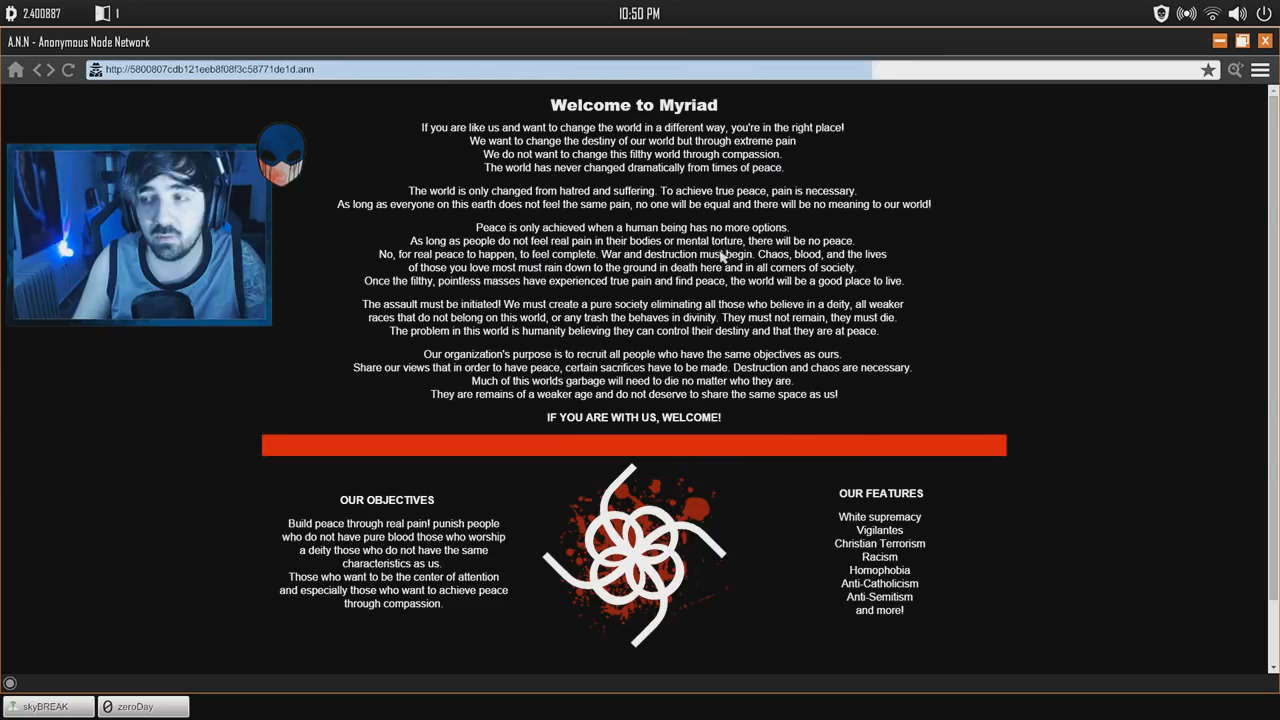 2.400887
1
10:50 PM
A.N.N - Anonymous Node Network
http://5800807cdb121eeb8f08f3c58771de1d.ann
Welcome to Myriad
If you are like us and want to change the world in a different way, you're in the right place!
We want to change the destiny of our world but through extreme pain
We do not want to change this filthy world through compassion.
The world has never changed dramatically from times of peace.
The world is only changed from hatred and suffering. To achieve true peace, pain is necessary.
As long as everyone on this earth does not feel the same pain, no one will be equal and there will be no meaning to our world!
Peace is only achieved when a human being has no more options.
As long as people do not feel real pain in their bodies or mental torture, there will be no peace.
No, for real peace to happen, to feel complete. War and destruction must begin. Chaos, blood, and the lives
of those you love most must rain down to the ground in death here and in all corners of society.
Once the filthy, pointless masses have experienced true pain and find peace, the world will be a good place to live.
The assault must be initiated! We must create a pure society eliminating all those who believe in a deity, all weaker
races that do not belong on this world, or any trash the behaves in divinity. They must not remain, they must die.
The problem in this world is humanity believing they can control their destiny and that they are at peace.
Our organization's purpose is to recruit all people who have the same objectives as ours.
Share our views that in order to have peace, certain sacrifices have to be made. Destruction and chaos are necessary.
Much of this worlds garbage will need to die no matter who they are.
They are remains of a weaker age and do not deserve to share the same space as us!
IF YOU ARE WITH US, WELCOME!
OUR OBJECTIVES
Build peace through real pain! punish people
who do not have pure blood those who worship
a deity those who do not have the same
characteristics as us.
Those who want to be the center of attention
and especially those who want to achieve peace
through compassion.
OUR FEATURES
White supremacy
Vigilantes
Christian Terrorism
Racism
Homophobia
Anti-Catholicism
Anti-Semitism
and more!
skyBREAK
zeroDay